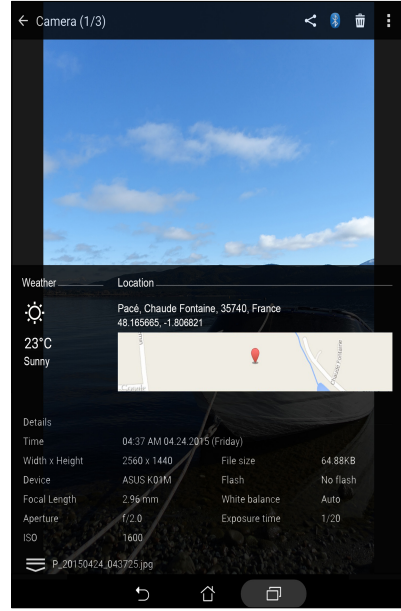 Camera (1/3)
Weather
Location
Pacé, Chaude Fontaine, 35740, France
48.165665, -1.806821
23°C
Sunny
Chaude Fontaine
Details
Time 04:37 AM 04.24.2015 (Friday)
Width x Height 2560 x 1440 File size 64.88KB
Device ASUS K01M Flash No flash
Focal Length 2.96 mm White balance Auto
Aperture f/2.0 Exposure time 1/20
ISO 1600
P_20150424_043725.jpg